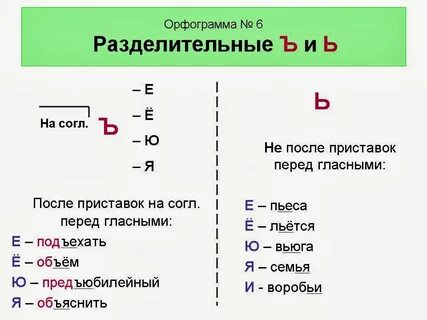 Орфограмма № 6
Разделительные Ъ и Ь
На согл. Ъ
– Е
– Ё
– Ю
– Я
После приставок на согл.
перед гласными:
Е – подъехать
Ё – объём
Ю – предъюбилейный
Я – объяснить
Ь
Не после приставок
перед гласными:
Е – пьеса
Ё – льётся
Ю – вьюга
Я – семья
И - воробьи